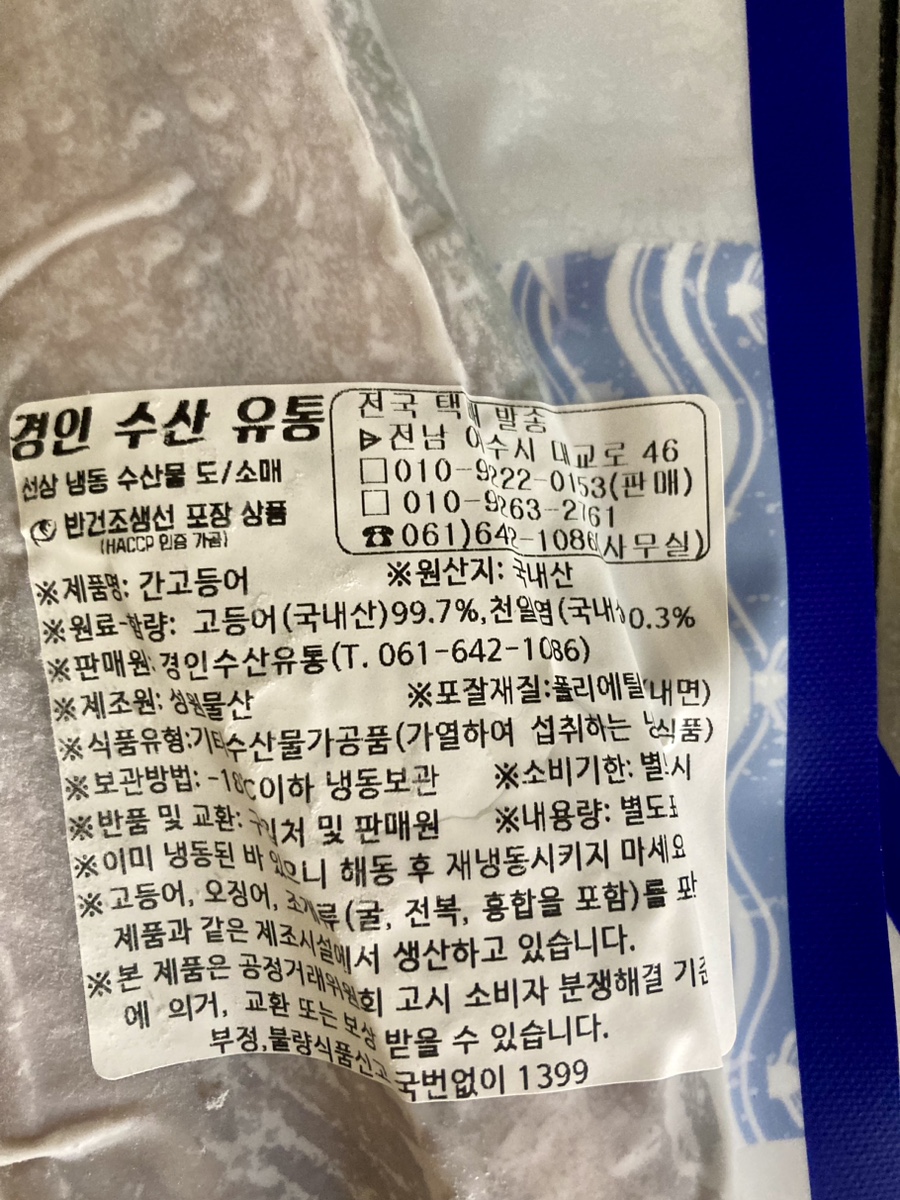 경인 수산 유통
선상 냉동 수산물 도/소매
반건조생선 포장 상품
(HACCP 인증 가공)
전국 택배 발송
▷전남 여수시 대교로 46
□010-9222-0153(판매)
□ 010-9263-2761
☎061)642-1086(사무실)
※제품명: 간고등어 ※원산지: 국내산
※원료함량: 고등어(국내산)99.7%,천일염(국내산)0.3%
※판매원:경인수산유통(T. 061-642-1086)
※제조원: 성원물산 ※포잘재질:폴리에틸(내면)
※식품유형:기타수산물가공품(가열하여 섭취하는 냉식품)
※보관방법: -18℃이하 냉동보관 ※소비기한: 별시
※반품 및 교환: 구입처 및 판매원 ※내용량: 별도표
※이미 냉동된 바 있으니 해동 후 재냉동시키지 마세요
※고등어, 오징어, 조개류(굴, 전복, 홍합을 포함)를 포
제품과 같은 제조시설에서 생산하고 있습니다.
※본 제품은 공정거래위원회 고시 소비자 분쟁해결 기준
에 의거, 교환 또는 보상 받을 수 있습니다.
부정,불량식품신고 국번없이 1399